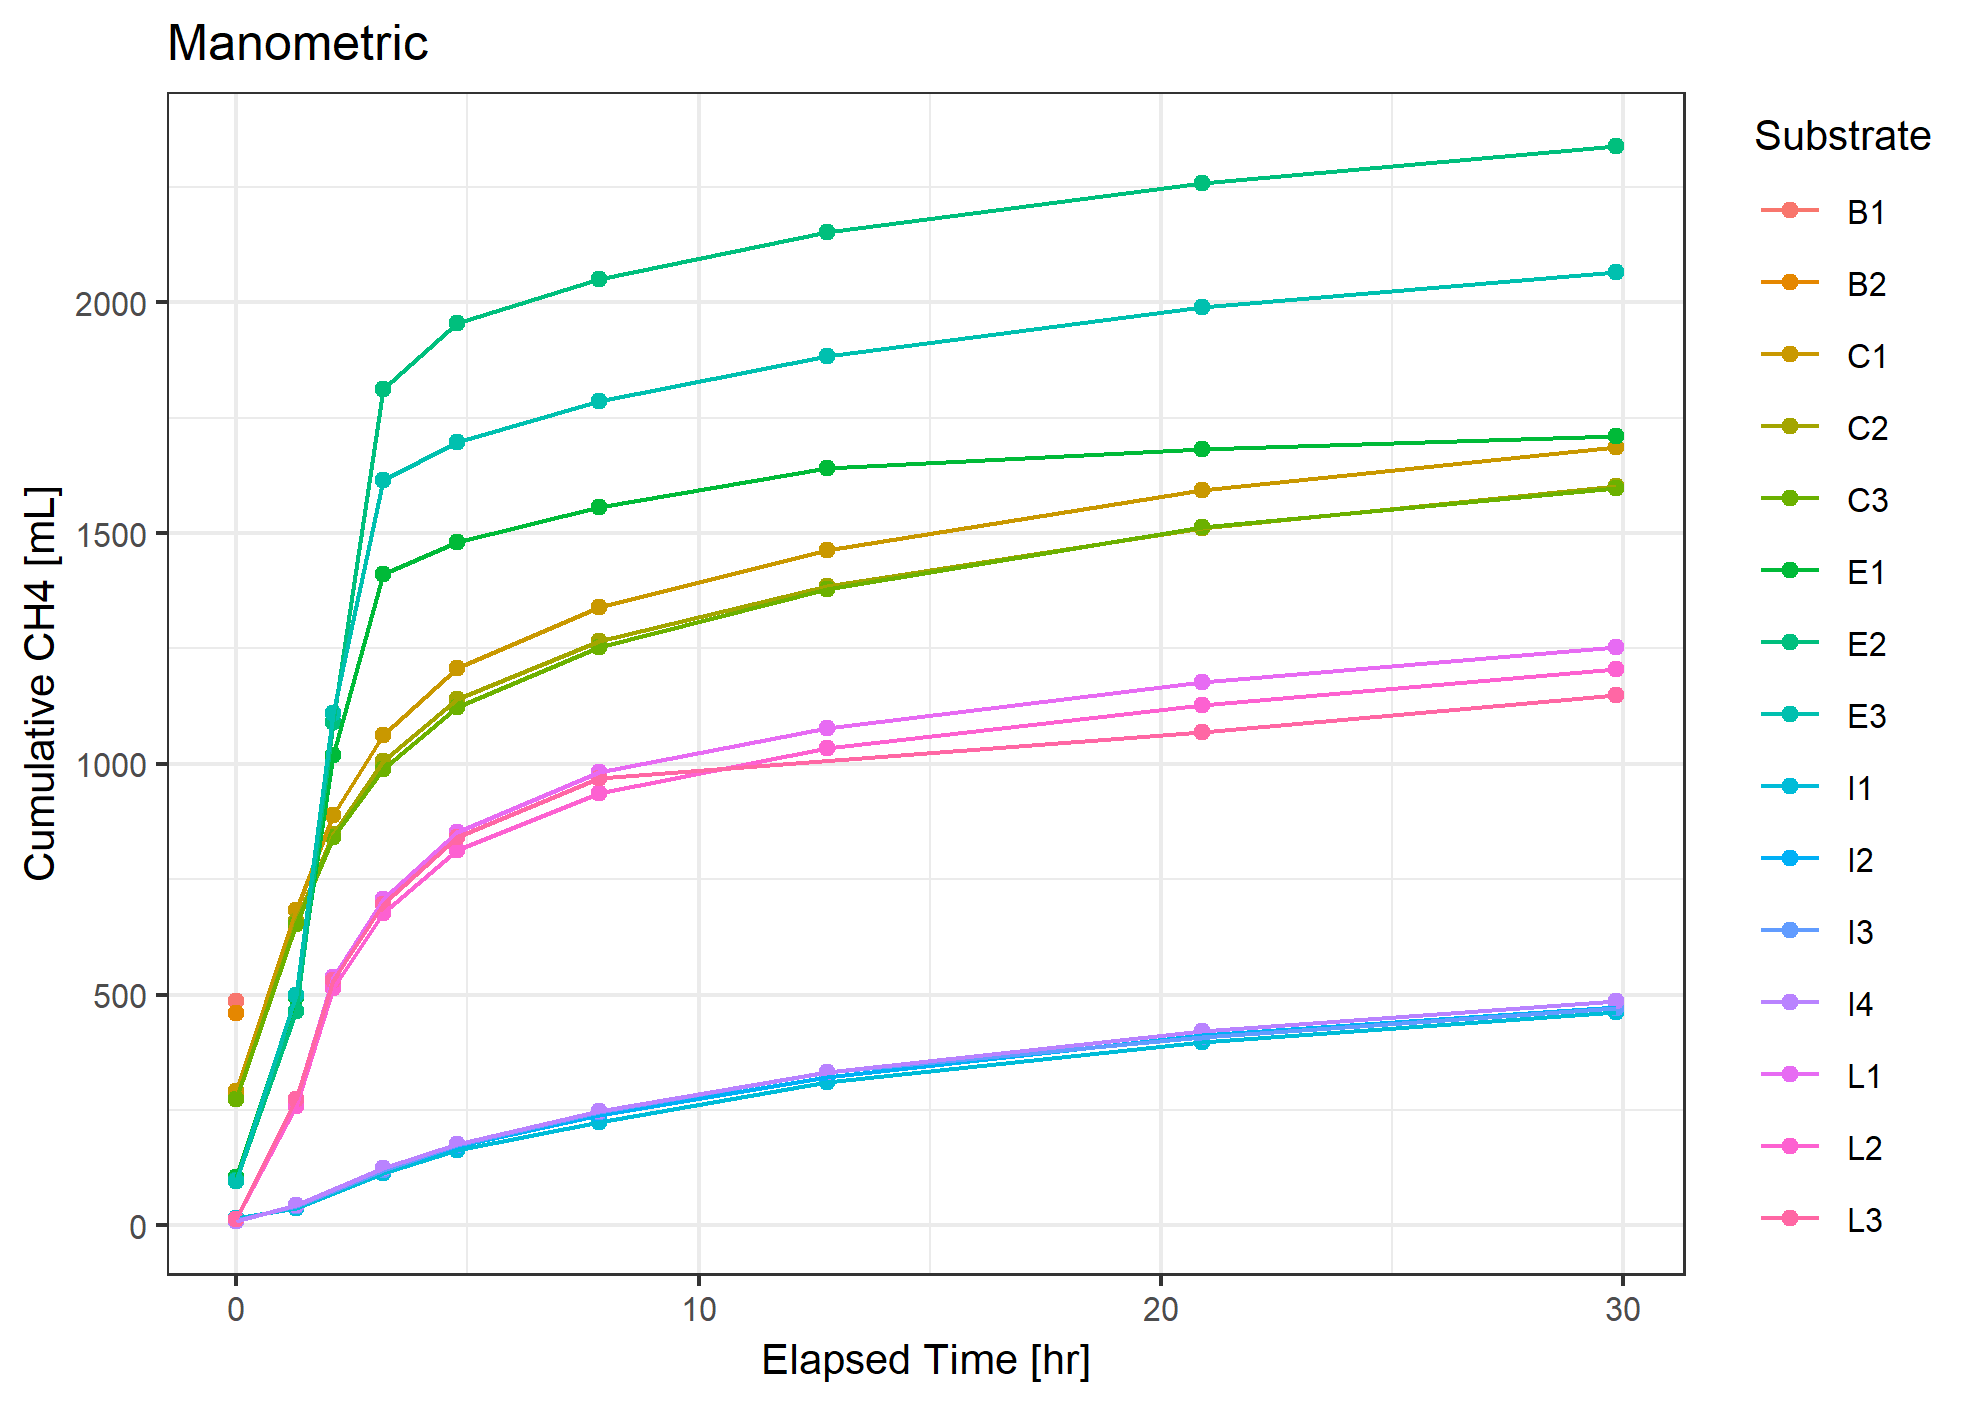 Manometric
Cumulative CH4 [mL]
2000
1500
1000
500
0
0 10 20 30
Elapsed Time [hr]
Substrate
B1
B2
C1
C2
C3
E1
E2
E3
I1
I2
I3
I4
L1
L2
L3